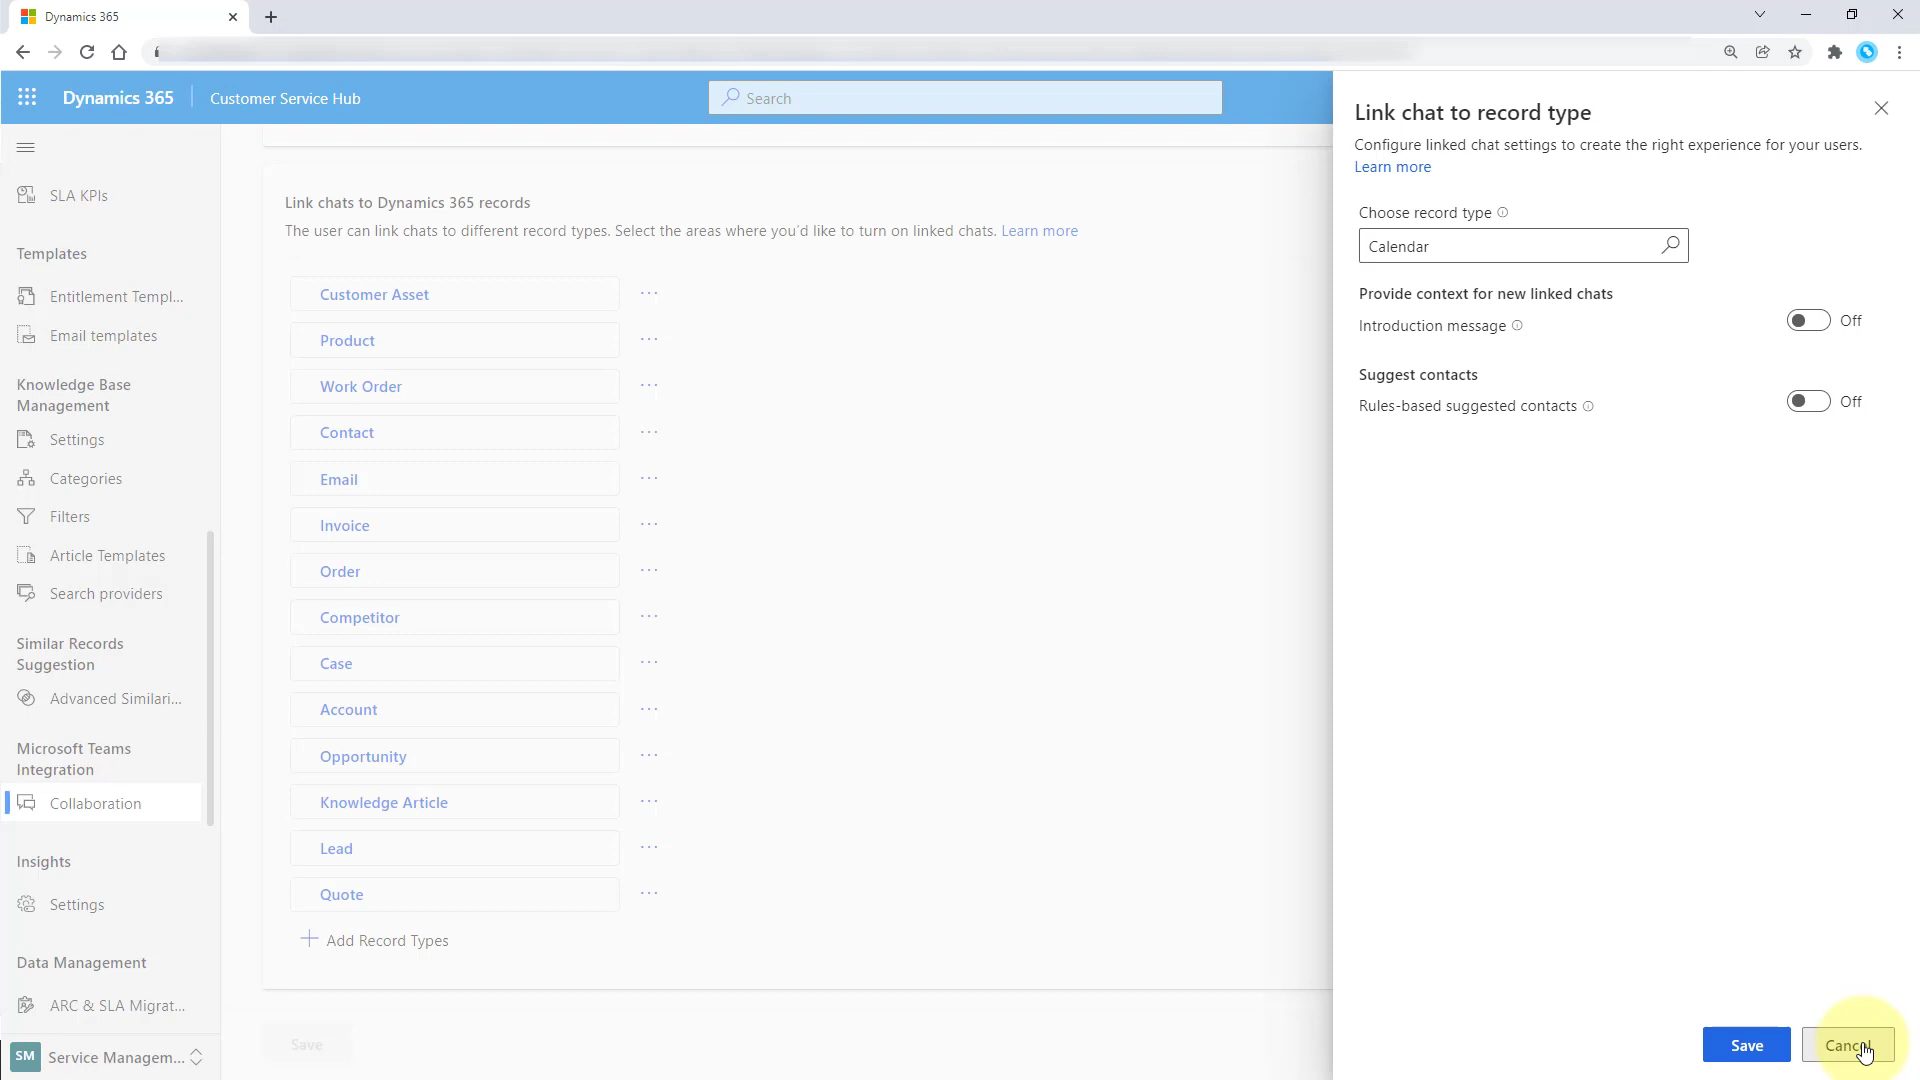 Dynamics 365
Dynamics 365
Customer Service Hub
Search
SLA KPIs
Templates
Entitlement Templ...
Email templates
Knowledge Base
Management
Settings
Categories
Filters
Article Templates
Search providers
Similar Records
Suggestion
Advanced Similari...
Microsoft Teams
Integration
Collaboration
Insights
Settings
Data Management
ARC & SLA Migrat...
SM
Service Managem...
Link chats to Dynamics 365 records
The user can link chats to different record types. Select the areas where you'd like to turn on linked chats. Learn more
Customer Asset
Product
Work Order
Contact
Email
Invoice
Order
Competitor
Case
Account
Opportunity
Knowledge Article
Lead
Quote
Add Record Types
Save
Link chat to record type
Configure linked chat settings to create the right experience for your users.
Learn more
Choose record type
Calendar
Provide context for new linked chats
Introduction message
Off
Suggest contacts
Rules-based suggested contacts
Off
Save
Cancel